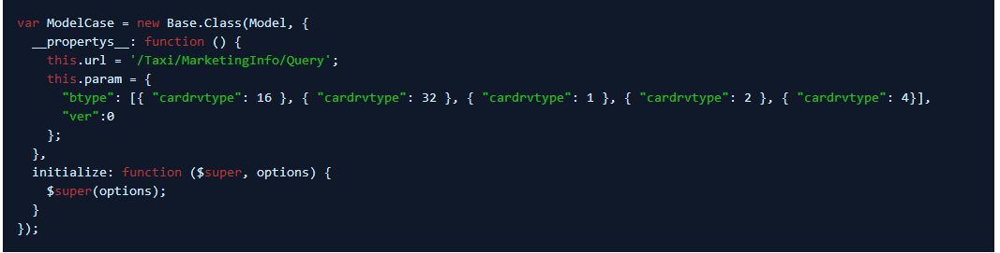 var ModelCase = new Base.Class(Model, {
  __propertys__: function () {
    this.url = '/Taxi/MarketingInfo/Query';
    this.param = {
      "btype": [{ "cardrvtype": 16 }, { "cardrvtype": 32 }, { "cardrvtype": 1 }, { "cardrvtype": 2 }, { "cardrvtype": 4}],
      "ver":0
    };
  },
  initialize: function ($super, options) {
    $super(options);
  }
});